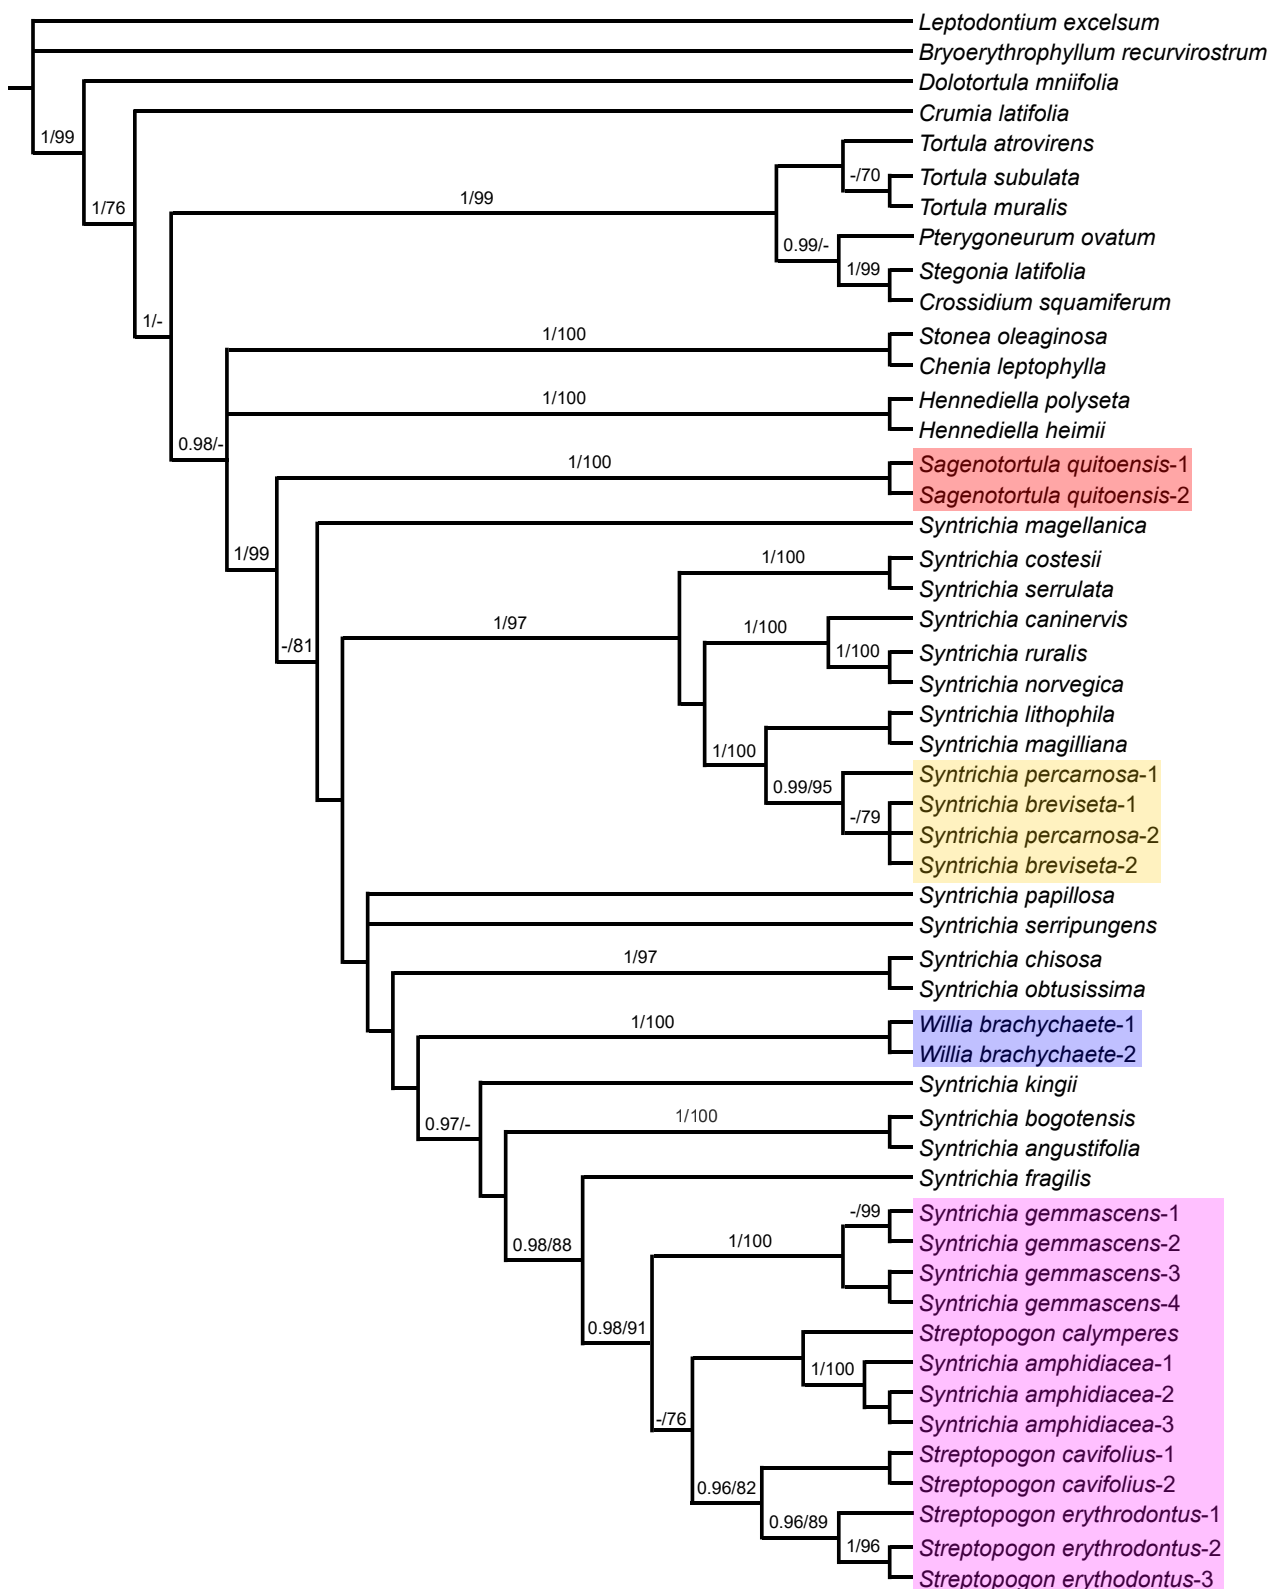 Leptodontium excelsum
Bryoerythrophyllum recurvirostrum
Dolotortula mniifolia
Crumia latifolia
1/99
Tortula atrovirens
-/70
Tortula subulata
1/99
Tortula muralis
1/76
Pterygoneurum ovatum
0.99/-
Stegonia latifolia
1/99
Crossidium squamiferum
1/-
Stonea oleaginosa
1/100
Chenia leptophylla
Hennediella polyseta
1/100
Hennediella heimii
0.98/-
Sagenotortula quitoensis-1
1/100
Sagenotortula quitoensis-2
Syntrichia magellanica
1/99
Syntrichia costesii
1/100
Syntrichia serrulata
Syntrichia caninervis
1/97
1/100
-/81
1/100
Syntrichia ruralis
Syntrichia norvegica
Syntrichia lithophila
Syntrichia magilliana
1/100
Syntrichia percarnosa-1
0.99/95
Syntrichia breviseta-1
-/79
Syntrichia percarnosa-2
Syntrichia breviseta-2
Syntrichia papillosa
Syntrichia serripungens
Syntrichia chisosa
1/97
Syntrichia obtusissima
Willia brachychaete-1
1/100
Willia brachychaete-2
Syntrichia kingii
0.97/-
Syntrichia bogotensis
1/100
Syntrichia angustifolia
Syntrichia fragilis
-/99
Syntrichia gemmascens-1
0.98/88
1/100
Syntrichia gemmascens-2
Syntrichia gemmascens-3
Syntrichia gemmascens-4
0.98/91
Streptopogon calymperes
Syntrichia amphidiacea-1
1/100
Syntrichia amphidiacea-2
-/76
Syntrichia amphidiacea-3
Streptopogon cavifolius-1
0.96/82
Streptopogon cavifolius-2
Streptopogon erythrodontus-1
0.96/89
1/96
Streptopogon erythrodontus-2
Streptopogon erythodontus-3